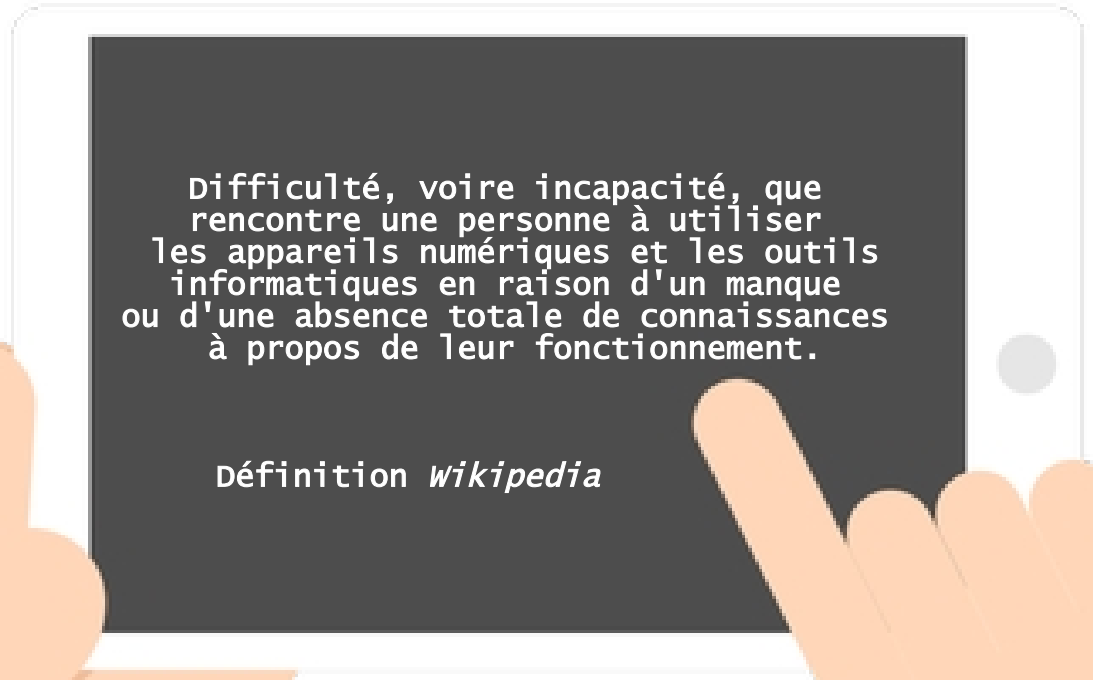 Difficulté, voire incapacité, que
rencontre une personne à utiliser
les appareils numériques et les outils
informatiques en raison d'un manque
ou d'une absence totale de connaissances
à propos de leur fonctionnement.
Définition Wikipedia